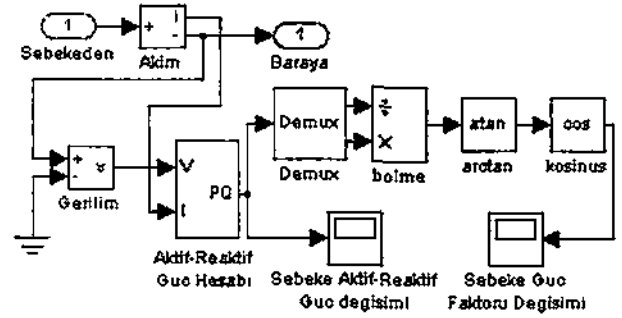 1
Sebekeden
+
-
i
Akim
1
Baraya
+
-
v
Gerilim
V
I
PQ
Aktif-Reaktif
Guc Hesabı
Demux
Demux
÷
×
bolme
atan
arctan
cos
kosinus
Sebeke Aktif-Reaktif
Guc degisimi
Sebeke Guc
Faktoru Degisimi